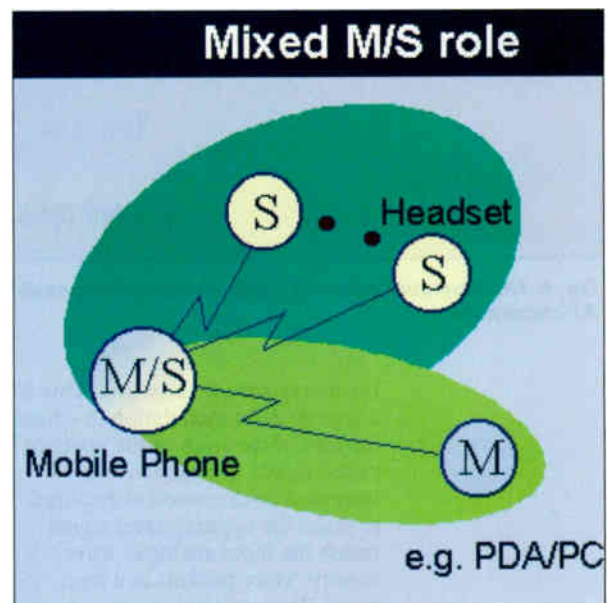 Mixed M/S role
S
Headset
S
M/S
Mobile Phone
M
e.g. PDA/PC